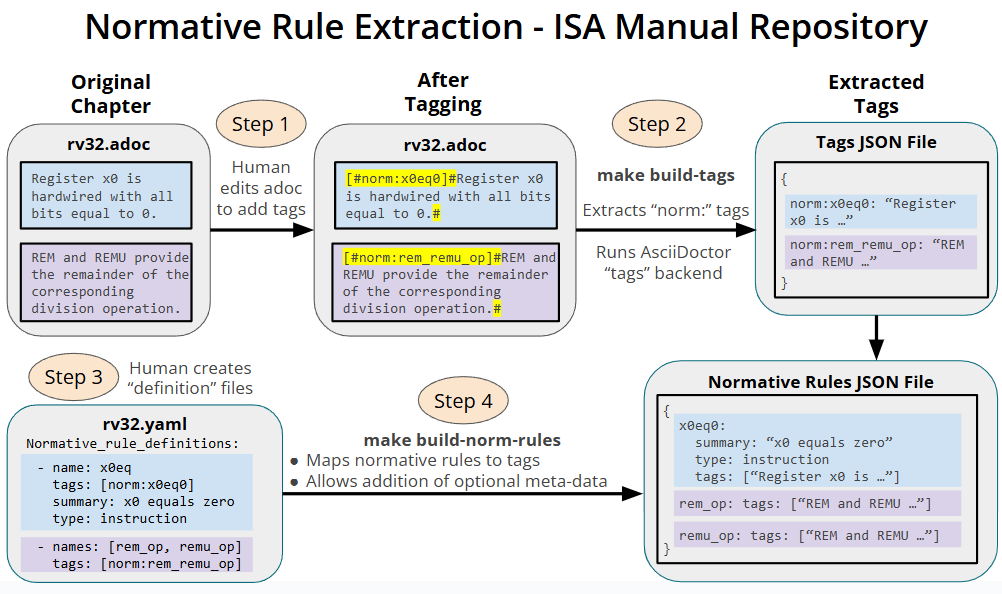 Normative Rule Extraction - ISA Manual Repository
Original
Chapter
rv32.adoc
Register x0 is
hardwired with all
bits equal to 0.
REM and REMU provide
the remainder of the
corresponding
division operation.
Step 1
Human
edits adoc
to add tags
After
Tagging
rv32.adoc
[#norm:x0eq0]#Register x0
is hardwired with all bits
equal to 0.#
[#norm:rem_remu_op]#REM and
REMU provide the remainder
of the corresponding
division operation.#
Step 2
make build-tags
Extracts “norm:” tags
Runs AsciiDoctor
“tags” backend
Extracted
Tags
Tags JSON File
{
norm:x0eq0: “Register
x0 is …”
norm:rem_remu_op: “REM
and REMU …”
}
Step 3
Human creates
“definition” files
rv32.yaml
Normative_rule_definitions:
- name: x0eq
tags: [norm:x0eq0]
summary: x0 equals zero
type: instruction
- names: [rem_op, remu_op]
tags: [norm:rem_remu_op]
Step 4
make build-norm-rules
● Maps normative rules to tags
● Allows addition of optional meta-data
Normative Rules JSON File
{
x0eq0:
summary: “x0 equals zero”
type: instruction
tags: [“Register x0 is …”]
rem_op: tags: [“REM and REMU …”]
remu_op: tags: [“REM and REMU …”]
}